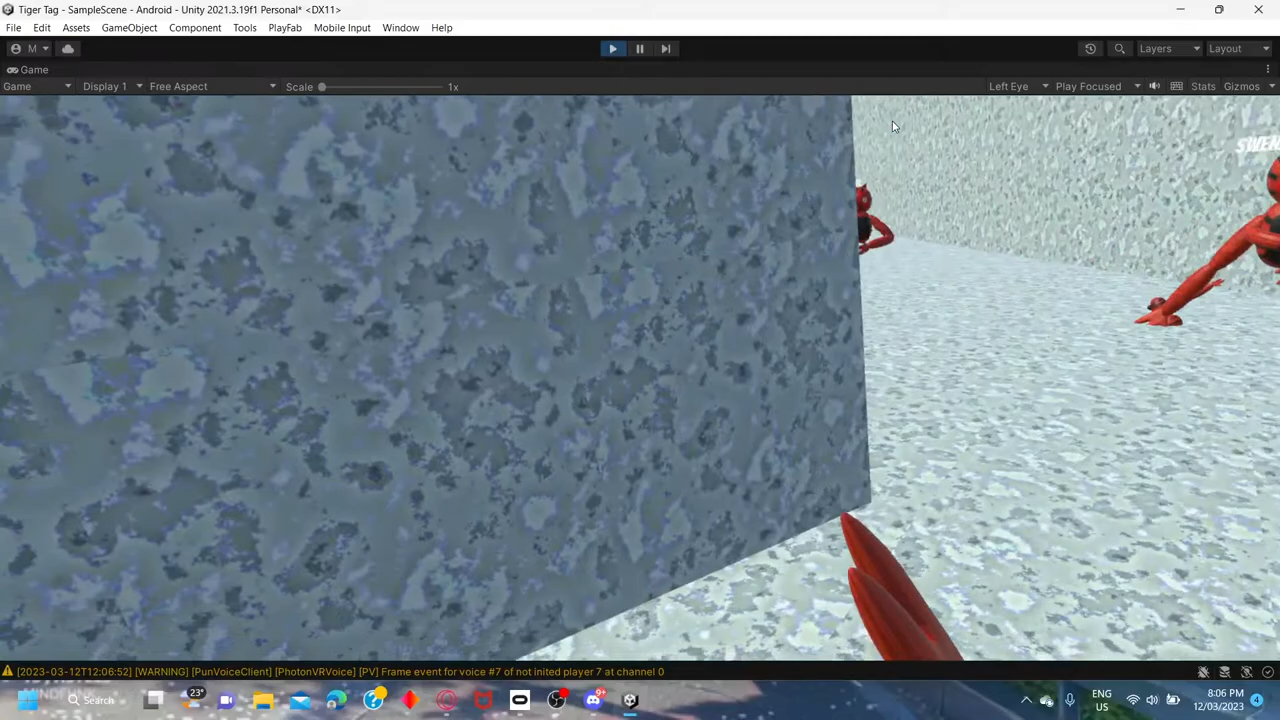 Tiger Tag - SampleScene - Android - Unity 2021.3.19f1 Personal* <DX11>
File Edit Assets GameObject Component Tools PlayFab Mobile Input Window Help
M Layers Layout
Game
Game Display 1 Free Aspect Scale 1x Left Eye Play Focused Stats Gizmos
[2023-03-12T12:06:52] [WARNING] [PunVoiceClient] [PhotonVRVoice] [PV] Frame event for voice #7 of not inited player 7 at channel 0
23° Search 9+ ENG US 8:06 PM 12/03/2023 4